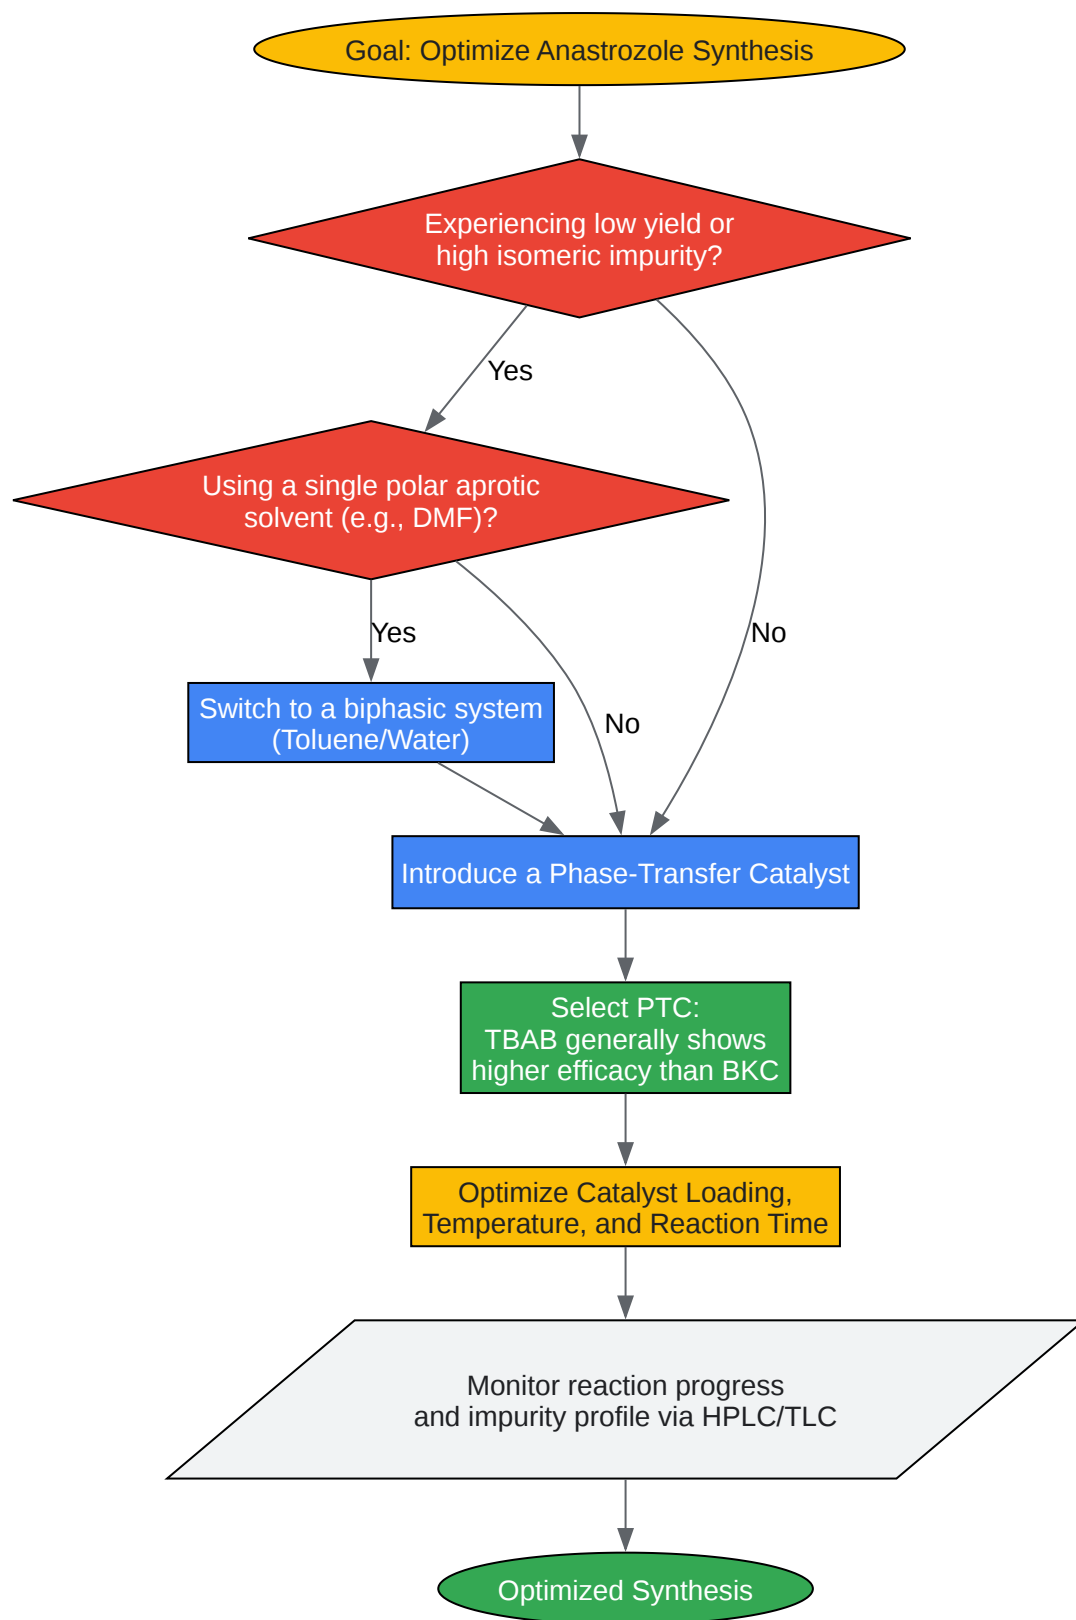 Goal: Optimize Anastrozole Synthesis
Experiencing low yield or
high isomeric impurity?
Yes
Using a single polar aprotic
solvent (e.g., DMF)?
Yes
No
Switch to a biphasic system
(Toluene/Water)
No
Introduce a Phase-Transfer Catalyst
Select PTC:
TBAB generally shows
higher efficacy than BKC
Optimize Catalyst Loading,
Temperature, and Reaction Time
Monitor reaction progress
and impurity profile via HPLC/TLC
Optimized Synthesis